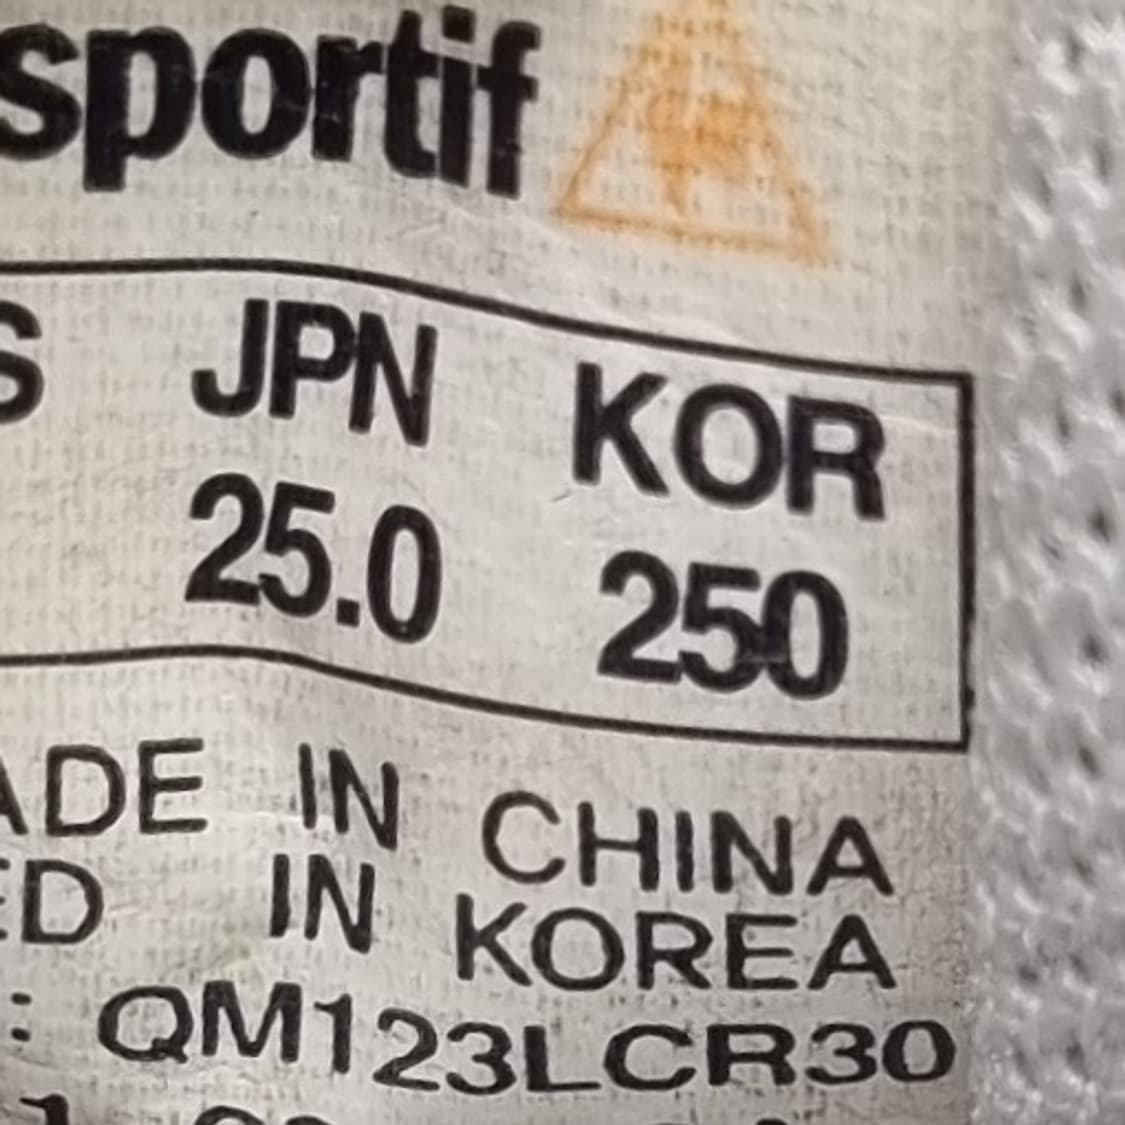 sportif
S JPN KOR
25.0 250
ADE IN CHINA
ED IN KOREA
: QM123LCR30